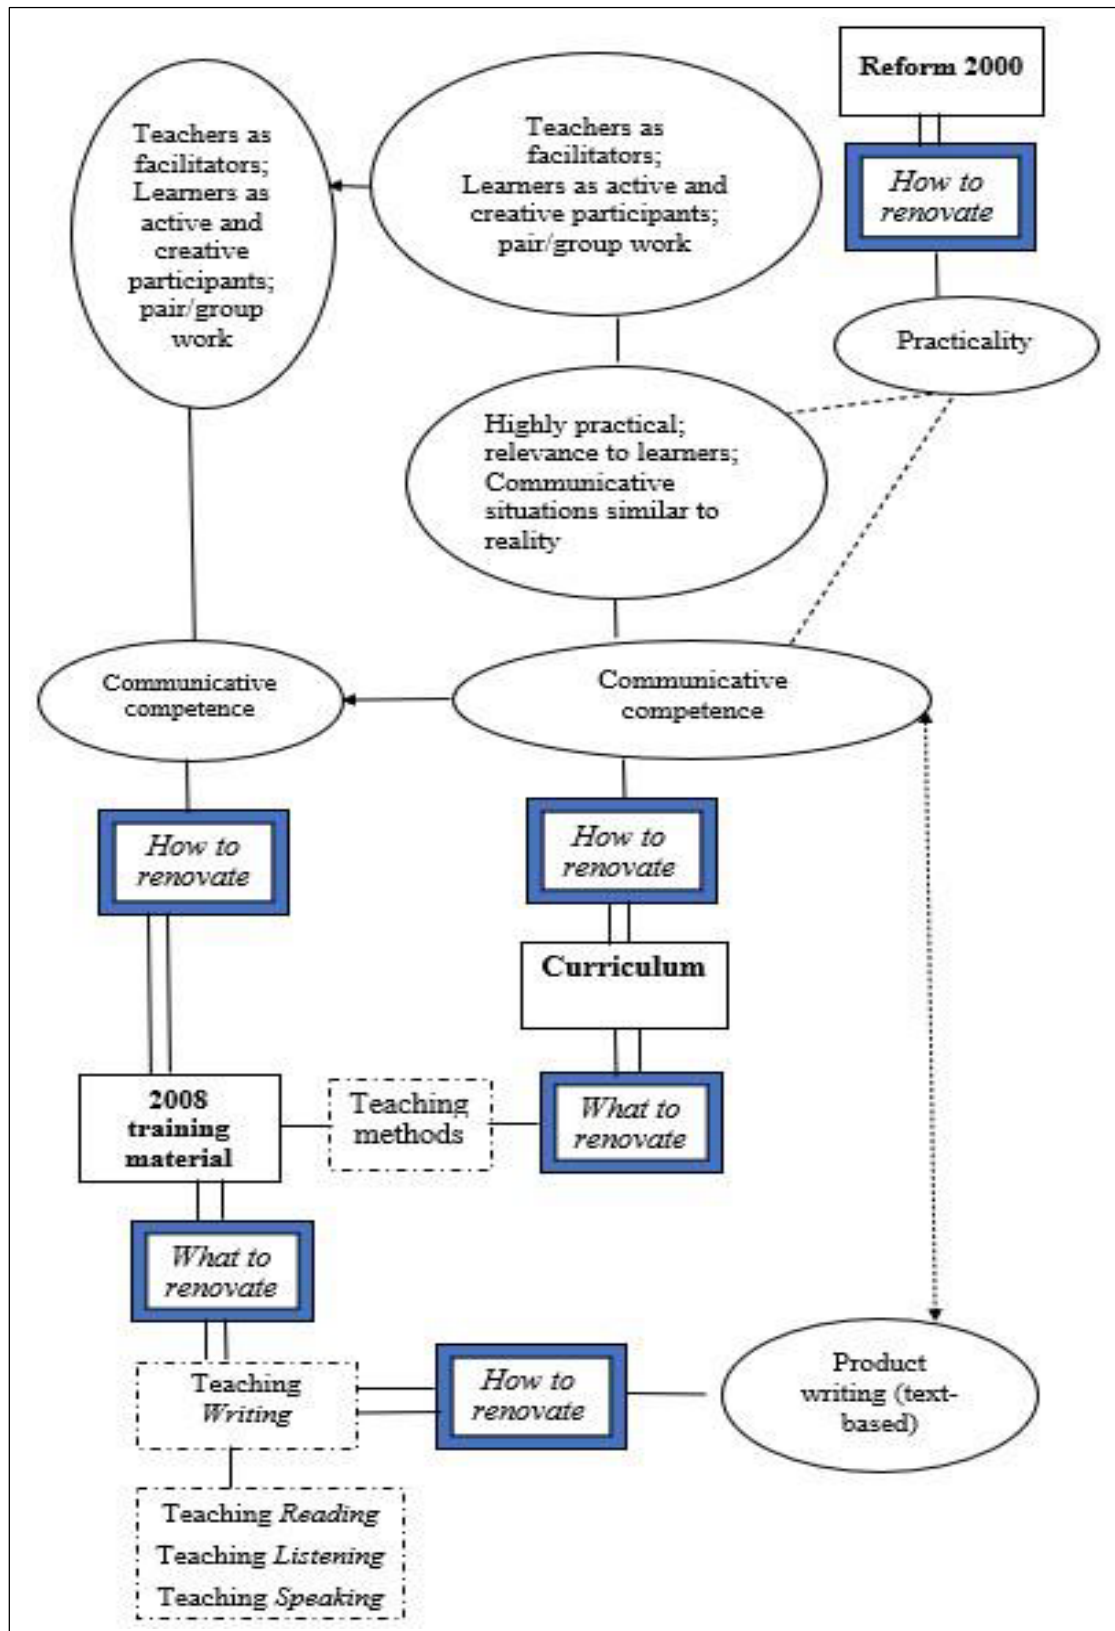 Reform 2000
How to
renovate
Practicality
Teachers as
facilitators;
Learners as
active and
creative
participants;
pair/group
work
Teachers as
facilitators;
Learners as active and
creative participants;
pair/group work
Highly practical;
relevance to learners;
Communicative
situations similar to
reality
Communicative
competence
Communicative
competence
How to
renovate
How to
renovate
Curriculum
2008
training
material
Teaching
methods
What to
renovate
What to
renovate
Teaching
Writing
How to
renovate
Product
writing (text-
based)
Teaching Reading
Teaching Listening
Teaching Speaking